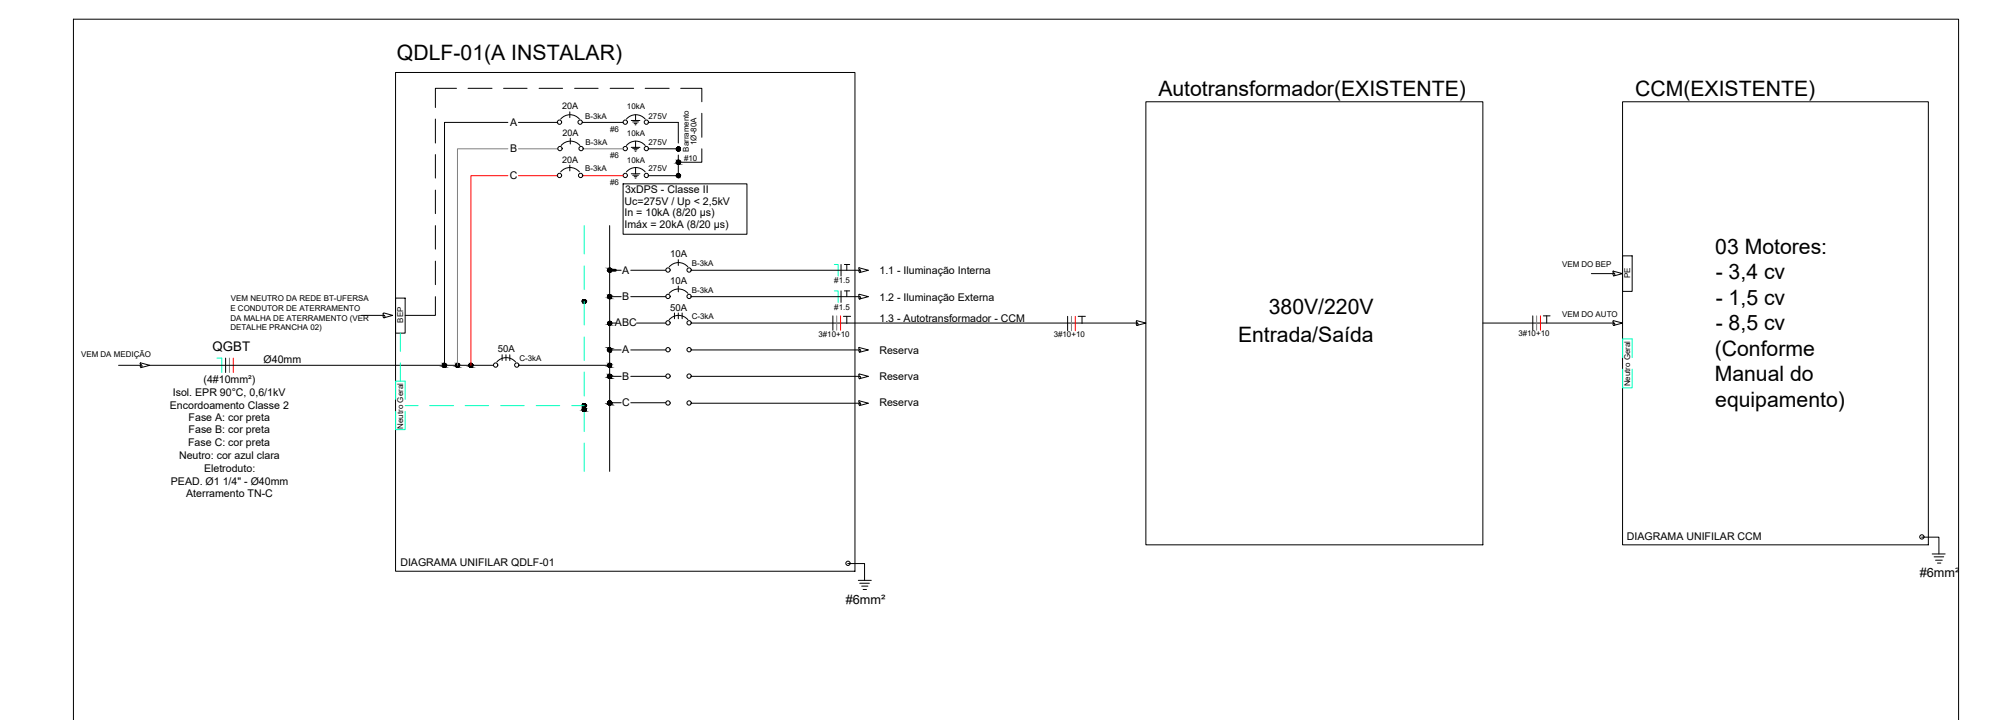 QDLF-01(A INSTALAR)
Autotransformador(EXISTENTE)
CCM(EXISTENTE)
20A
10kA
A
B-3kA
#6
275V
20A
10kA
B
B-3kA
#6
275V
20A
10kA
C
B-3kA
#6
275V
Barramento
1Ø-80A
#10
3xDPS - Classe II
Uc=275V / Up < 2,5kV
In = 10kA (8/20 µs)
Imáx = 20kA (8/20 µs)
10A
A
B-3kA
#1.5
1.1 - Iluminação Interna
10A
B
B-3kA
#1.5
1.2 - Iluminação Externa
50A
ABC
C-3kA
3#10+10
1.3 - Autotransformador - CCM
3#10+10
A
Reserva
B
Reserva
C
Reserva
VEM NEUTRO DA REDE BT-UFERSA
E CONDUTOR DE ATERRAMENTO
DA MALHA DE ATERRAMENTO (VER
DETALHE PRANCHA 02)
BEP
VEM DA MEDIÇÃO
QGBT
Ø40mm
50A
C-3kA
(4#10mm²)
Isol. EPR 90°C, 0,6/1kV
Encordoamento Classe 2
Fase A: cor preta
Fase B: cor preta
Fase C: cor preta
Neutro: cor azul clara
Eletroduto:
PEAD. Ø1 1/4" - Ø40mm
Aterramento TN-C
Neutro Geral
DIAGRAMA UNIFILAR QDLF-01
#6mm²
380V/220V
Entrada/Saída
3#10+10
VEM DO BEP
PE
VEM DO AUTO
Neutro Geral
03 Motores:
- 3,4 cv
- 1,5 cv
- 8,5 cv
(Conforme
Manual do
equipamento)
DIAGRAMA UNIFILAR CCM
#6mm²